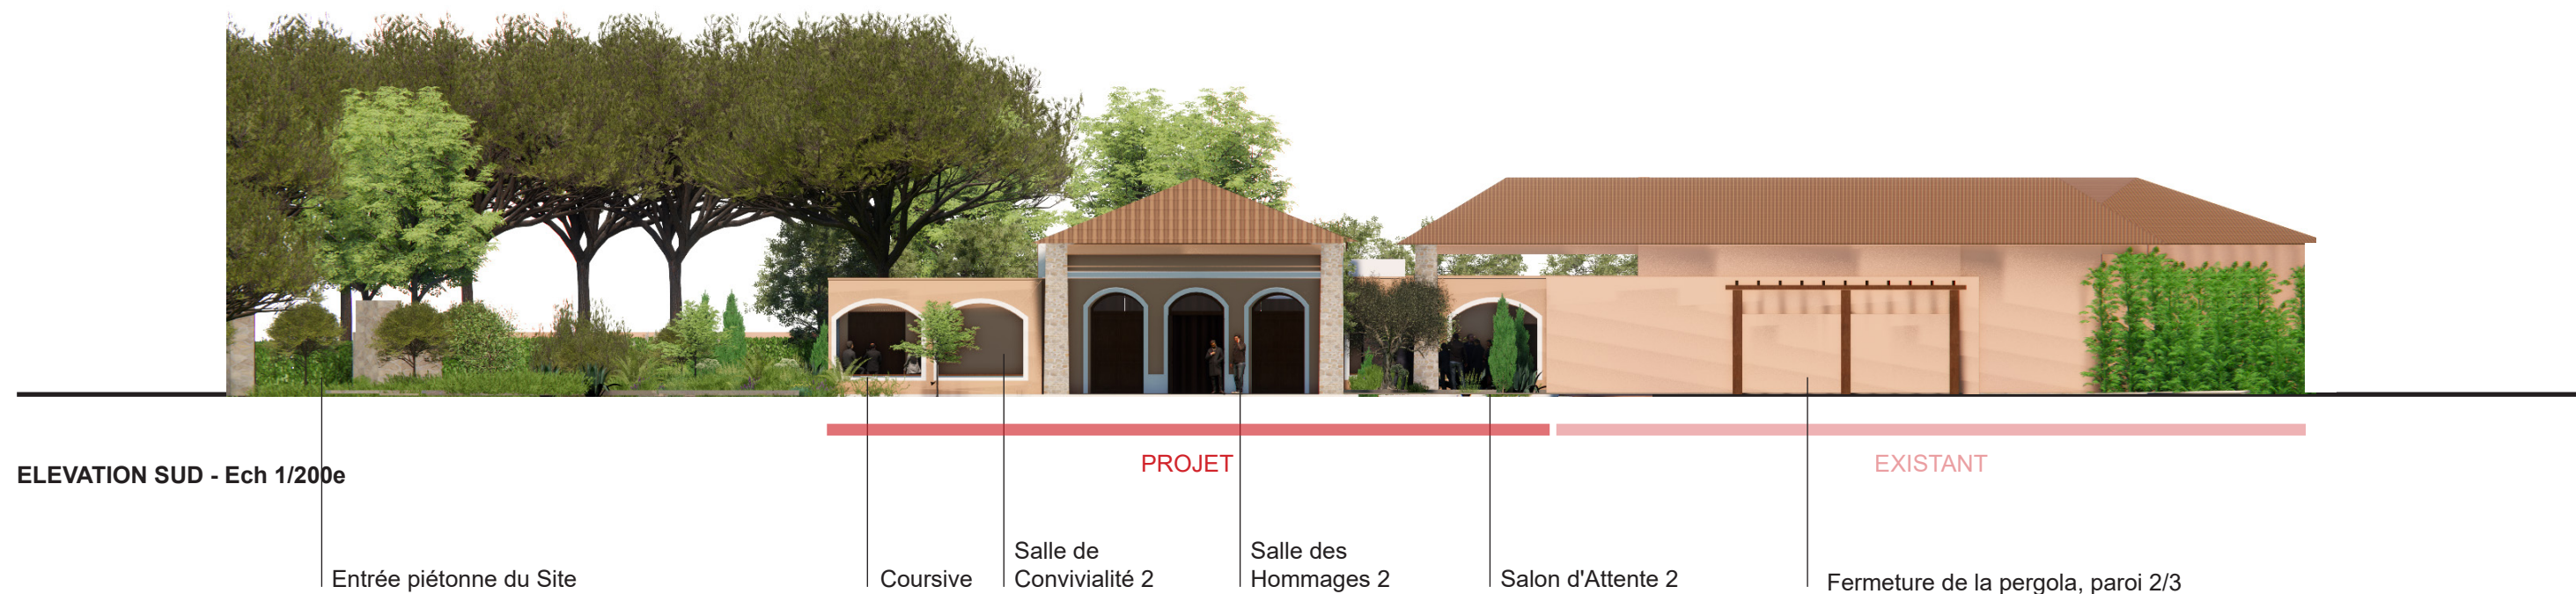 PROJET
EXISTANT
ELEVATION SUD - Ech 1/200e
Entrée piétonne du Site
Coursive
Salle de
Convivialité 2
Salle des
Hommages 2
Salon d'Attente 2
Fermeture de la pergola, paroi 2/3